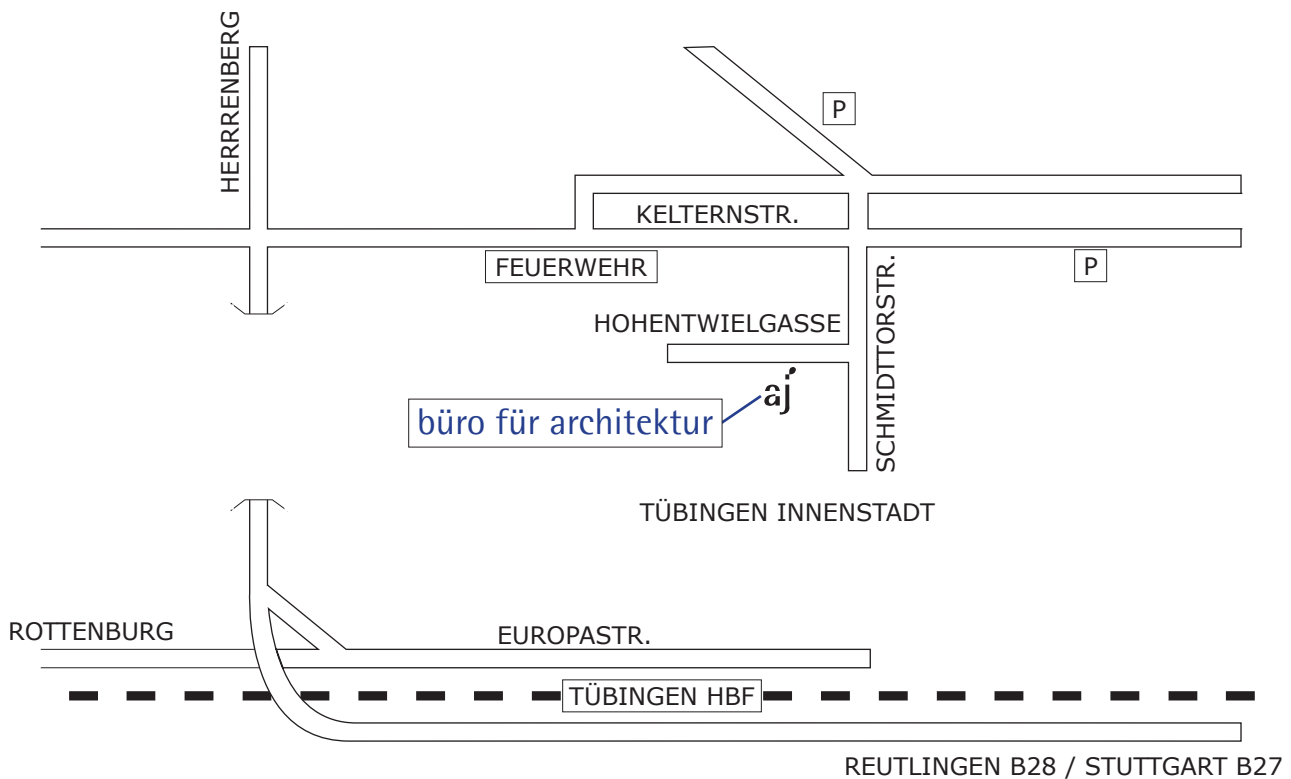 HERRRENBERG
P
KELTERNSTR.
FEUERWEHR
P
HOHENTWIELGASSE
SCHMIDTTORSTR.
aj
büro für architektur
TÜBINGEN INNENSTADT
ROTTENBURG
EUROPASTR.
TÜBINGEN HBF
REUTLINGEN B28 / STUTTGART B27